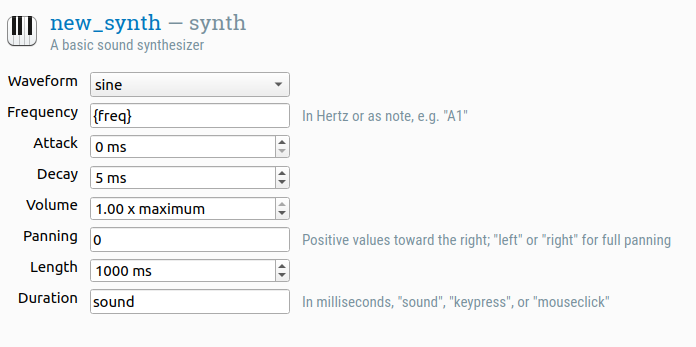 new_synth — synth
A basic sound synthesizer
Waveform sine
Frequency {freq} In Hertz or as note, e.g. "A1"
Attack 0 ms
Decay 5 ms
Volume 1.00 x maximum
Panning 0 Positive values toward the right; "left" or "right" for full panning
Length 1000 ms
Duration sound In milliseconds, "sound", "keypress", or "mouseclick"